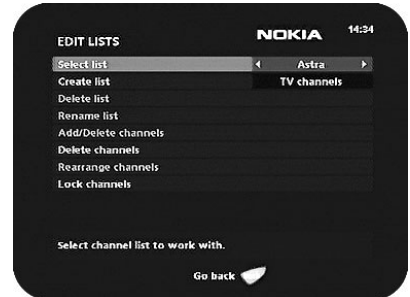 EDIT LISTS NOKIA 14:34
Select list Astra
Create list TV channels
Delete list
Rename list
Add/Delete channels
Delete channels
Rearrange channels
Lock channels
Select channel list to work with.
Go back